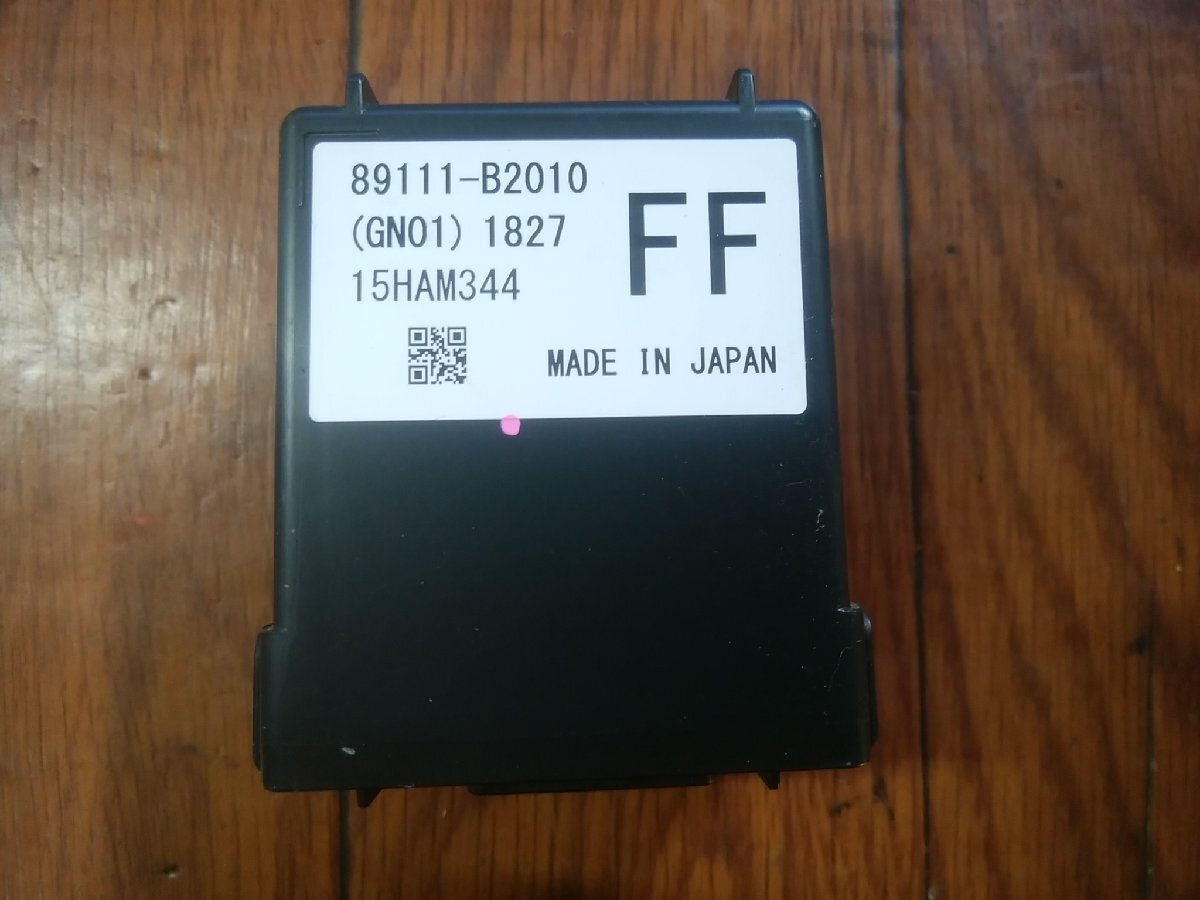 89111-B2010
(GN01) 1827
15HAM344
FF
MADE IN JAPAN